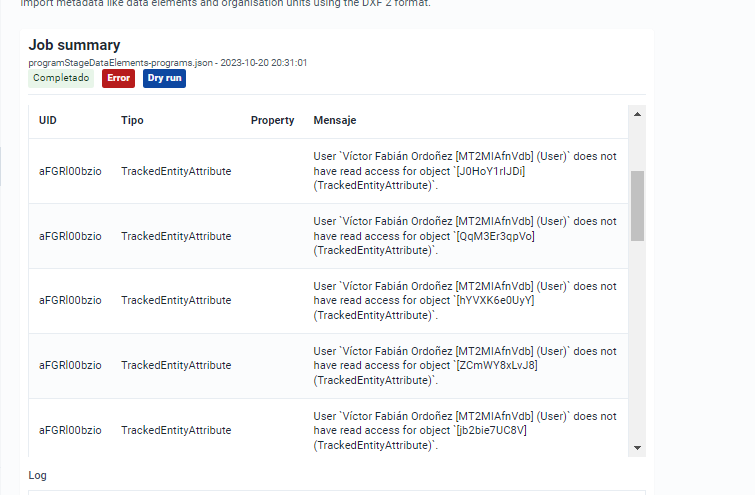 import metadata like data elements and organisation units using the DXF 2 format.
Job summary
programStageDataElements-programs.json - 2023-10-20 20:31:01
Completado Error Dry run
UID Tipo Property Mensaje
User `Víctor Fabián Ordoñez [MT2MIAfnVdb] (User)` does not
aFGRl00bzio TrackedEntityAttribute have read access for object `[J0HoY1rIJDi]
(TrackedEntityAttribute)`.
User `Víctor Fabián Ordoñez [MT2MIAfnVdb] (User)` does not
aFGRl00bzio TrackedEntityAttribute have read access for object `[QqM3Er3qpVo]
(TrackedEntityAttribute)`.
User `Víctor Fabián Ordoñez [MT2MIAfnVdb] (User)` does not
aFGRl00bzio TrackedEntityAttribute have read access for object `[hYVXK6e0UyY]
(TrackedEntityAttribute)`.
User `Víctor Fabián Ordoñez [MT2MIAfnVdb] (User)` does not
aFGRl00bzio TrackedEntityAttribute have read access for object `[ZCmWY8xLvJ8]
(TrackedEntityAttribute)`.
User `Víctor Fabián Ordoñez [MT2MIAfnVdb] (User)` does not
aFGRl00bzio TrackedEntityAttribute have read access for object `[jb2bie7UC8V]
(TrackedEntityAttribute)`.
Log